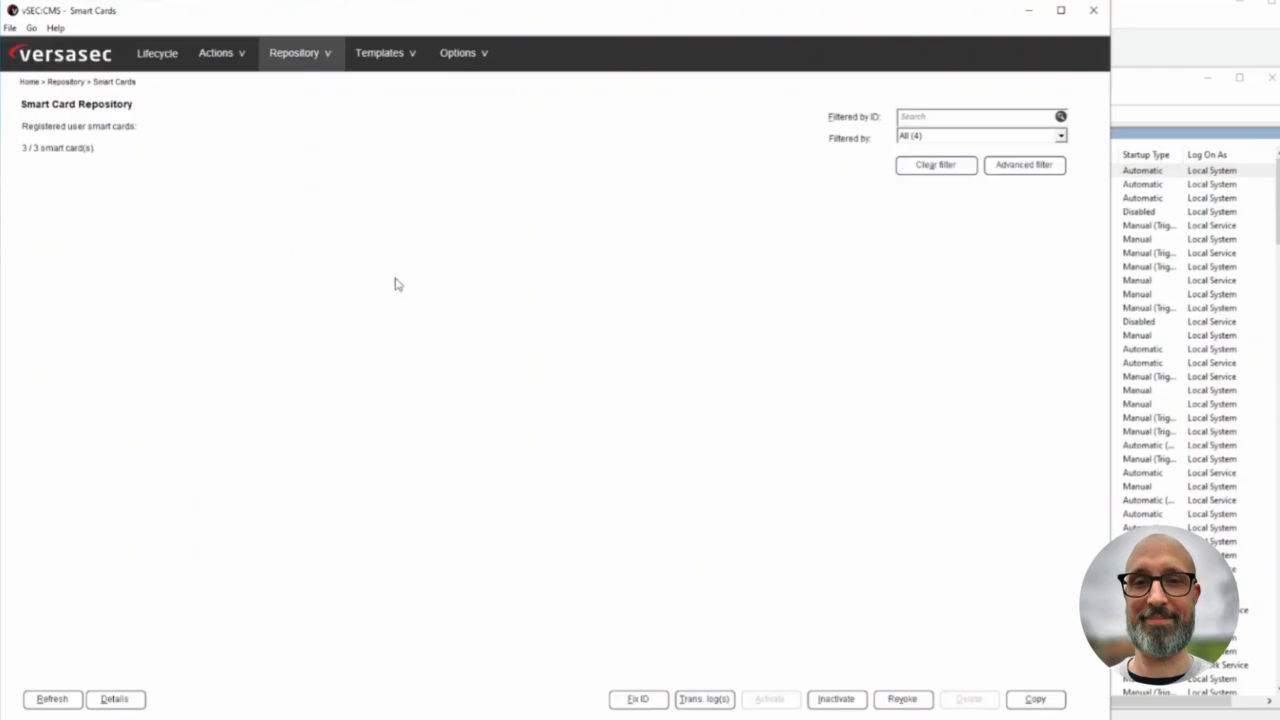 vSEC:CMS - Smart Cards
File Go Help
versasec Lifecycle Actions v Repository v Templates v Options v
Home > Repository > Smart Cards
Smart Card Repository
Registered user smart cards:
3 / 3 smart card(s).
Filtered by ID: Search
Filtered by: All (4)
Clear filter Advanced filter
Startup Type Log On As
Automatic Local System
Automatic Local System
Automatic Local System
Disabled Local System
Manual (Trig... Local Service
Manual Local System
Manual (Trig... Local Service
Manual (Trig... Local System
Manual Local Service
Manual Local System
Manual (Trig... Local System
Disabled Local Service
Manual Local System
Automatic Local System
Automatic Local Service
Manual (Trig... Local Service
Manual Local System
Manual Local System
Manual (Trig... Local System
Manual (Trig... Local System
Automatic (... Local System
Manual (Trig... Local System
Automatic Local Service
Manual Local System
Automatic (... Local Service
Automatic Local System
Local System
Manual (Trig... Local System
Refresh Details Fix ID Trans. log(s) Activate Inactivate Revoke Delete Copy